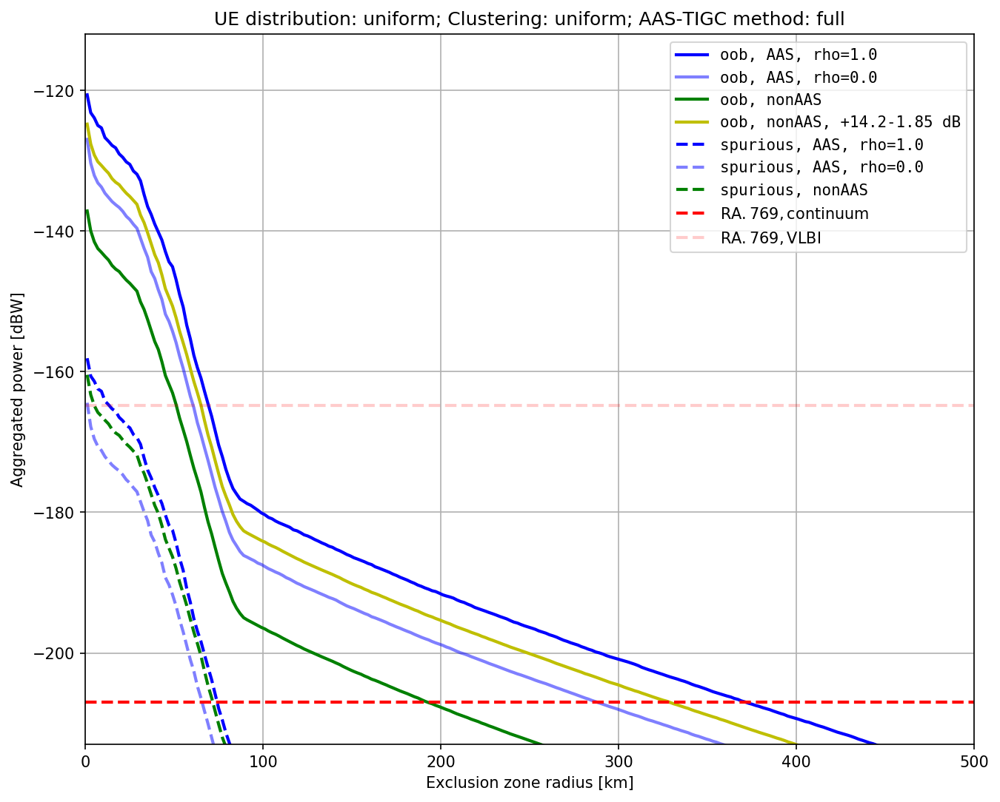 UE distribution: uniform; Clustering: uniform; AAS-TIGC method: full
oob, AAS, rho=1.0
oob, AAS, rho=0.0
oob, nonAAS
oob, nonAAS, +14.2-1.85 dB
spurious, AAS, rho=1.0
spurious, AAS, rho=0.0
spurious, nonAAS
RA.769,continuum
RA.769,VLBI
Aggregated power [dBW]
−120
−140
−160
−180
−200
0 100 200 300 400 500
Exclusion zone radius [km]